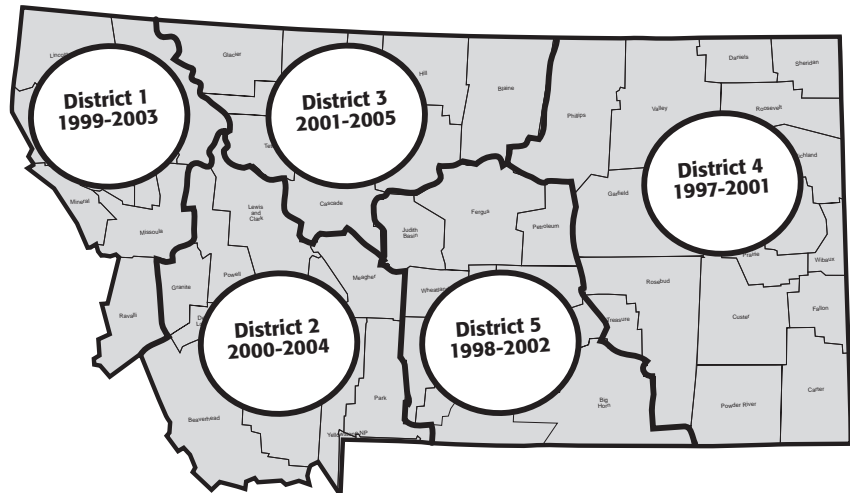 Lincoln
Glacier
Hill
Blaine
Phillips
Valley
Daniels
Sheridan
Roosevelt
District 1
1999-2003
District 3
2001-2005
District 4
1997-2001
Mineral
Missoula
Lewis
and
Clark
Cascade
Judith
Basin
Fergus
Petroleum
Garfield
Prairie
Wibaux
Ravalli
Granite
Powell
Meagher
Rosebud
Treasure
Custer
Fallon
District 2
2000-2004
District 5
1998-2002
Beaverhead
Park
Big
Horn
Powder River
Carter